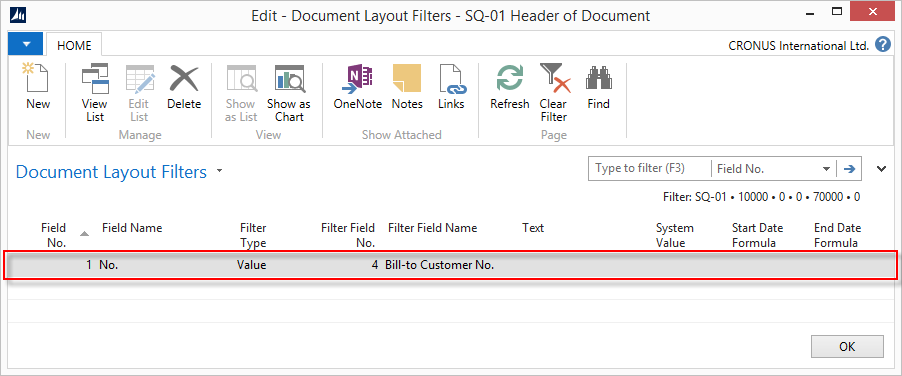 Edit - Document Layout Filters - SQ-01 Header of Document
HOME
CRONUS International Ltd.
New
View List
Edit List
Delete
Show as List
Show as Chart
OneNote
Notes
Links
Refresh
Clear Filter
Find
New
Manage
View
Show Attached
Page
Document Layout Filters
Type to filter (F3)
Field No.
Filter: SQ-01 • 10000 • 0 • 0 • 70000 • 0
Field No.
Field Name
Filter Type
Filter Field No.
Filter Field Name
Text
System Value
Start Date Formula
End Date Formula
1 No. Value 4 Bill-to Customer No.
OK